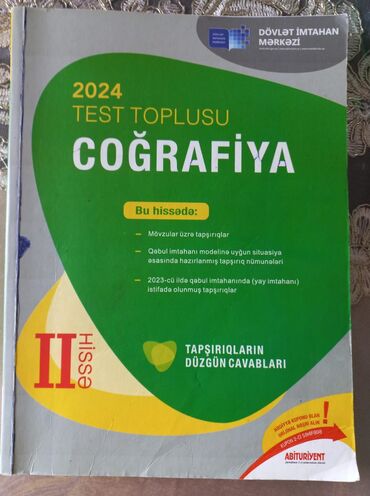 DÖVLƏT İMTAHAN
MƏRKƏZİ
2024
TEST TOPLUSU
COĞRAFİYA
Bu hissədə:
Mövzular üzrə tapşırıqlar
Qəbul imtahanı modelinə uyğun situasiya
əsasında hazırlanmış tapşırıq nümunələri
2023-cü ildə qəbul imtahanında (yay imtahanı)
istifadə olunmuş tapşırıqlar
II
HİSSƏ
TAPŞIRIQLARIN
DÜZGÜN CAVABLARI
ABİTURİYENT